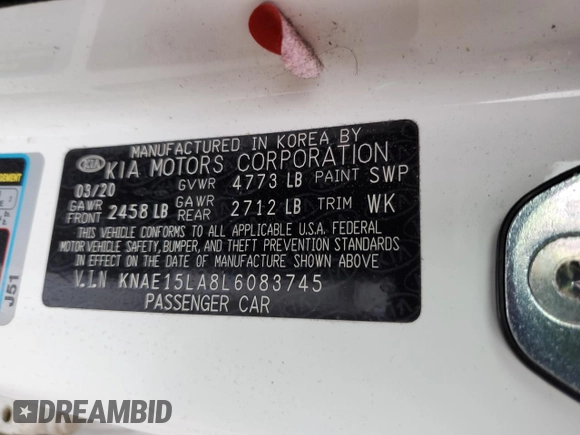 MANUFACTURED IN KOREA BY
KIA KIA MOTORS CORPORATION
03/20 GVWR 4773 LB PAINT SWP
GAWR FRONT 2458 LB GAWR REAR 2712 LB TRIM WK
THIS VEHICLE CONFORMS TO ALL APPLICABLE U.S.A. FEDERAL
MOTOR VEHICLE SAFETY, BUMPER, AND THEFT PREVENTION STANDARDS
IN EFFECT ON THE DATE OF MANUFACTURE SHOWN ABOVE
V.I.N KNAE15LA8L6083745
PASSENGER CAR
J51
DREAMBID